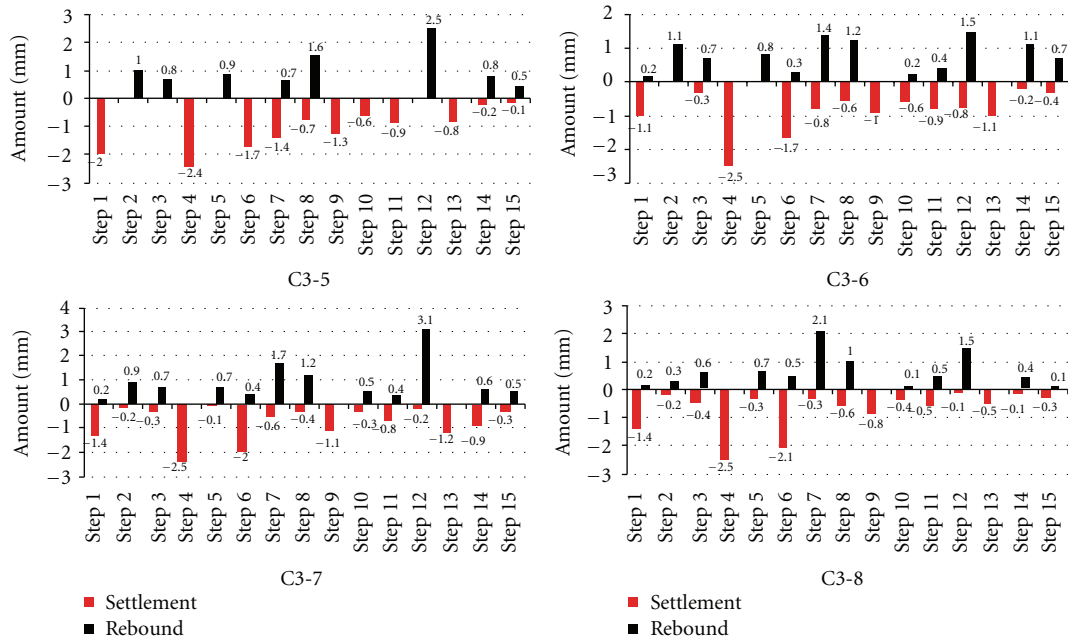 Amount (mm)
3
2
1
0
−1
−2
−3
1
0.8
0.9
0.7
1.6
2.5
0.8
0.5
−2
−2.4
−1.7
−1.4
−0.7
−1.3
−0.6
−0.9
−0.8
−0.2
−0.1
Step 1
Step 2
Step 3
Step 4
Step 5
Step 6
Step 7
Step 8
Step 9
Step 10
Step 11
Step 12
Step 13
Step 14
Step 15
C3-5
Amount (mm)
2
1
0
−1
−2
−3
0.2
1.1
0.7
0.8
0.3
1.4
1.2
0.2
0.4
1.5
1.1
0.7
−1.1
−0.3
−2.5
−1.7
−0.8
−0.6
−1
−0.6
−0.9
−0.8
−1.1
−0.2
−0.4
Step 1
Step 2
Step 3
Step 4
Step 5
Step 6
Step 7
Step 8
Step 9
Step 10
Step 11
Step 12
Step 13
Step 14
Step 15
C3-6
Amount (mm)
4
3
2
1
0
−1
−2
−3
0.2
0.9
0.7
0.7
0.4
1.7
1.2
0.5
0.4
3.1
0.6
0.5
−1.4
−0.2
−0.3
−2.5
−0.1
−2
−0.6
−0.4
−1.1
−0.3
−0.8
−0.2
−1.2
−0.9
−0.3
Step 1
Step 2
Step 3
Step 4
Step 5
Step 6
Step 7
Step 8
Step 9
Step 10
Step 11
Step 12
Step 13
Step 14
Step 15
C3-7
Amount (mm)
3
2
1
0
−1
−2
−3
0.2
0.3
0.6
0.7
0.5
2.1
1
0.1
0.5
1.5
0.4
0.1
−1.4
−0.2
−0.4
−2.5
−0.3
−2.1
−0.3
−0.6
−0.8
−0.4
−0.5
−0.1
−0.5
−0.1
−0.3
Step 1
Step 2
Step 3
Step 4
Step 5
Step 6
Step 7
Step 8
Step 9
Step 10
Step 11
Step 12
Step 13
Step 14
Step 15
C3-8
Settlement
Rebound
Settlement
Rebound